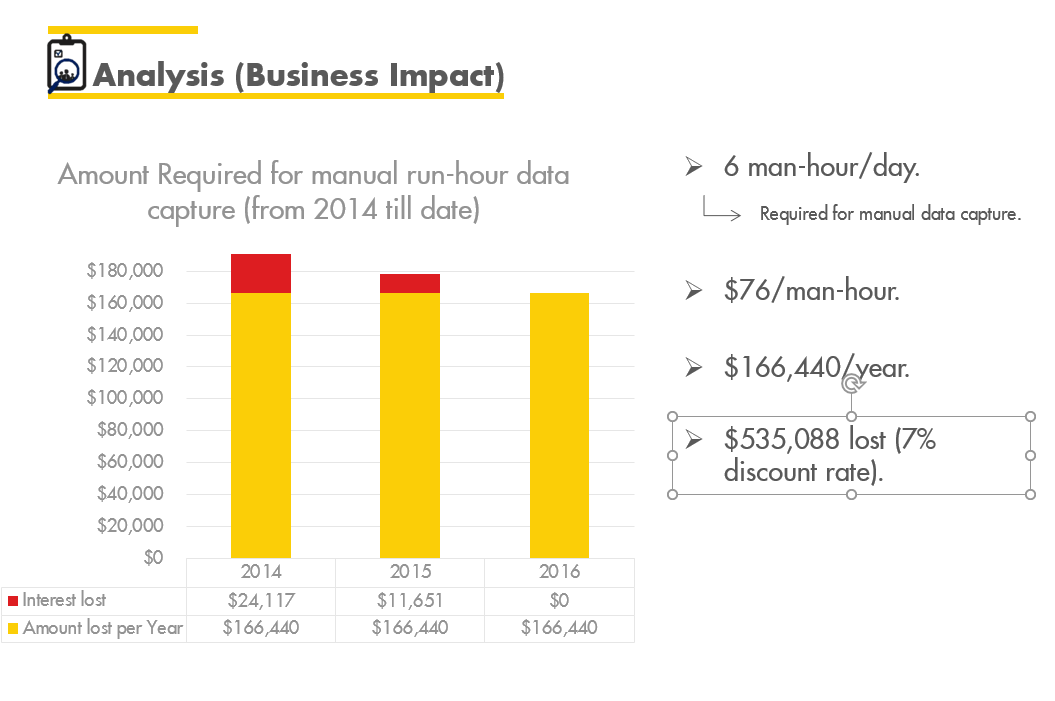 Analysis (Business Impact)
Amount Required for manual run-hour data
capture (from 2014 till date)
$180,000
$160,000
$140,000
$120,000
$100,000
$80,000
$60,000
$40,000
$20,000
$0
2014 2015 2016
Interest lost $24,117 $11,651 $0
Amount lost per Year $166,440 $166,440 $166,440
6 man-hour/day.
Required for manual data capture.
$76/man-hour.
$166,440/year.
$535,088 lost (7%
discount rate).